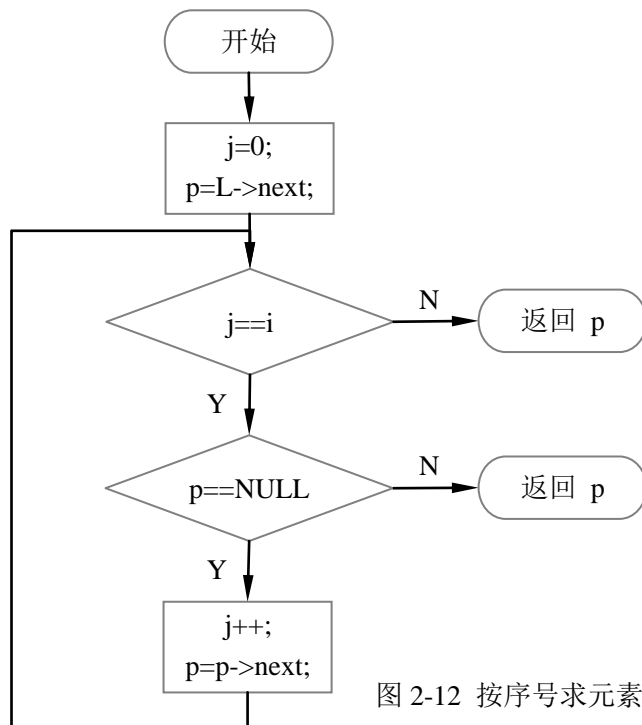 开始
j=0;
p=L->next;
j==i
N
返回 p
Y
p==NULL
N
返回 p
Y
j++;
p=p->next;
图 2-12 按序号求元素